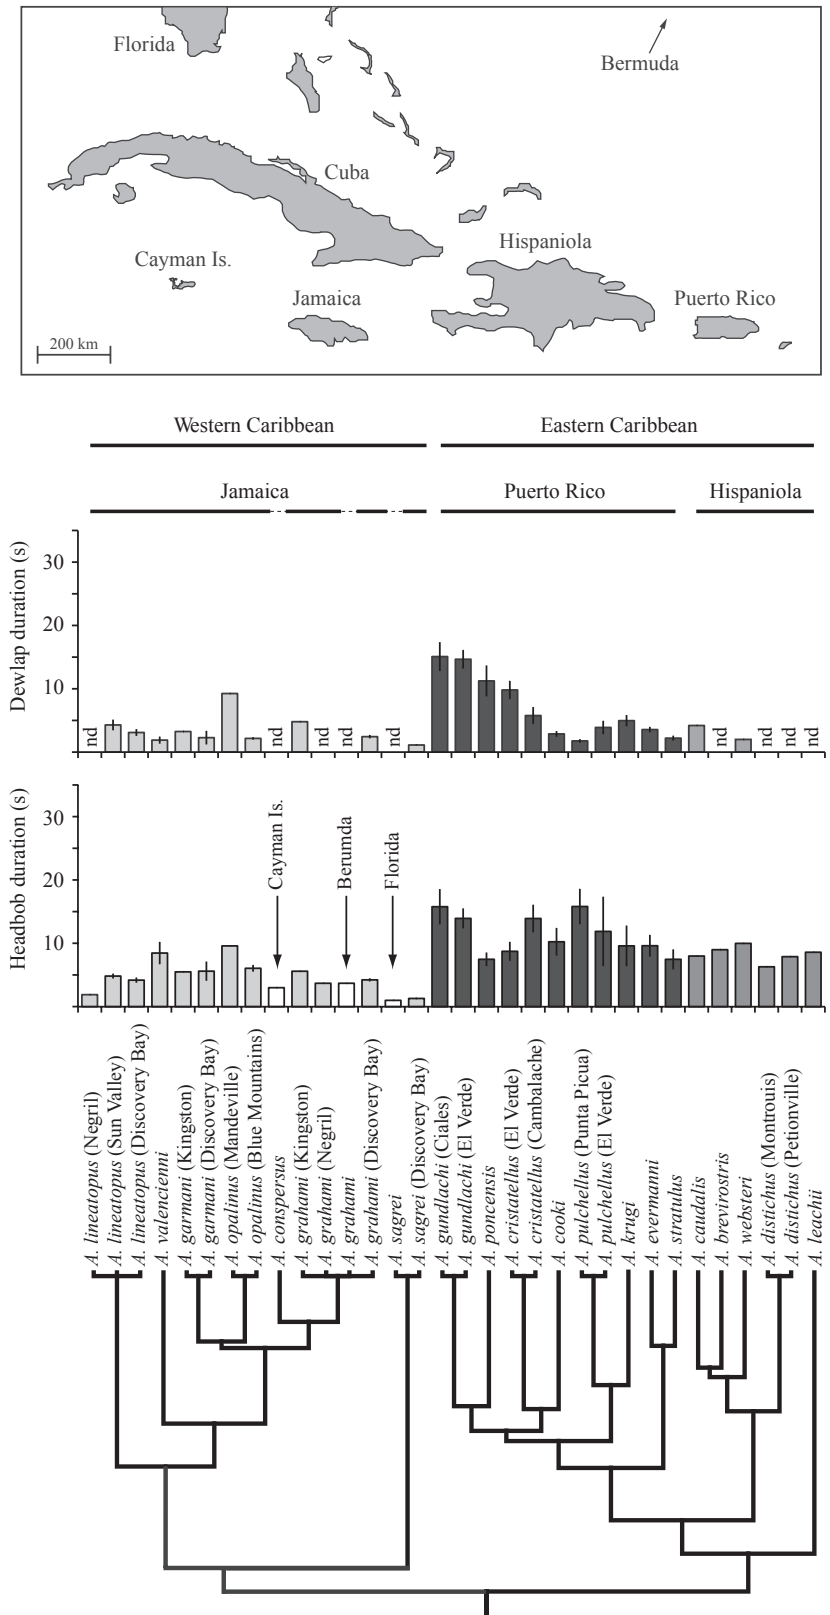 Florida
Bermuda
Cuba
Hispaniola
Cayman Is.
Jamaica
Puerto Rico
200 km
Western Caribbean
Eastern Caribbean
Jamaica
Puerto Rico
Hispaniola
Dewlap duration (s)
30
20
10
nd
nd
nd
nd
nd
nd
nd
nd
nd
Headbob duration (s)
30
20
10
Cayman Is.
Berumda
Florida
A. lineatopus (Negril)
A. lineatopus (Sun Valley)
A. lineatopus (Discovery Bay)
A. valencienni
A. garmani (Kingston)
A. garmani (Discovery Bay)
A. opalinus (Mandeville)
A. opalinus (Blue Mountains)
A. conspersus
A. grahami (Kingston)
A. grahami (Negril)
A. grahami
A. grahami (Discovery Bay)
A. sagrei
A. sagrei (Discovery Bay)
A. gundlachi (Ciales)
A. gundlachi (El Verde)
A. poncensis
A. cristatellus (El Verde)
A. cristatellus (Cambalache)
A. cooki
A. pulchellus (Punta Picua)
A. pulchellus (El Verde)
A. krugi
A. evermanni
A. stratulus
A. caudalis
A. brevirostris
A. websteri
A. distichus (Montrouis)
A. distichus (Petionville)
A. leachii